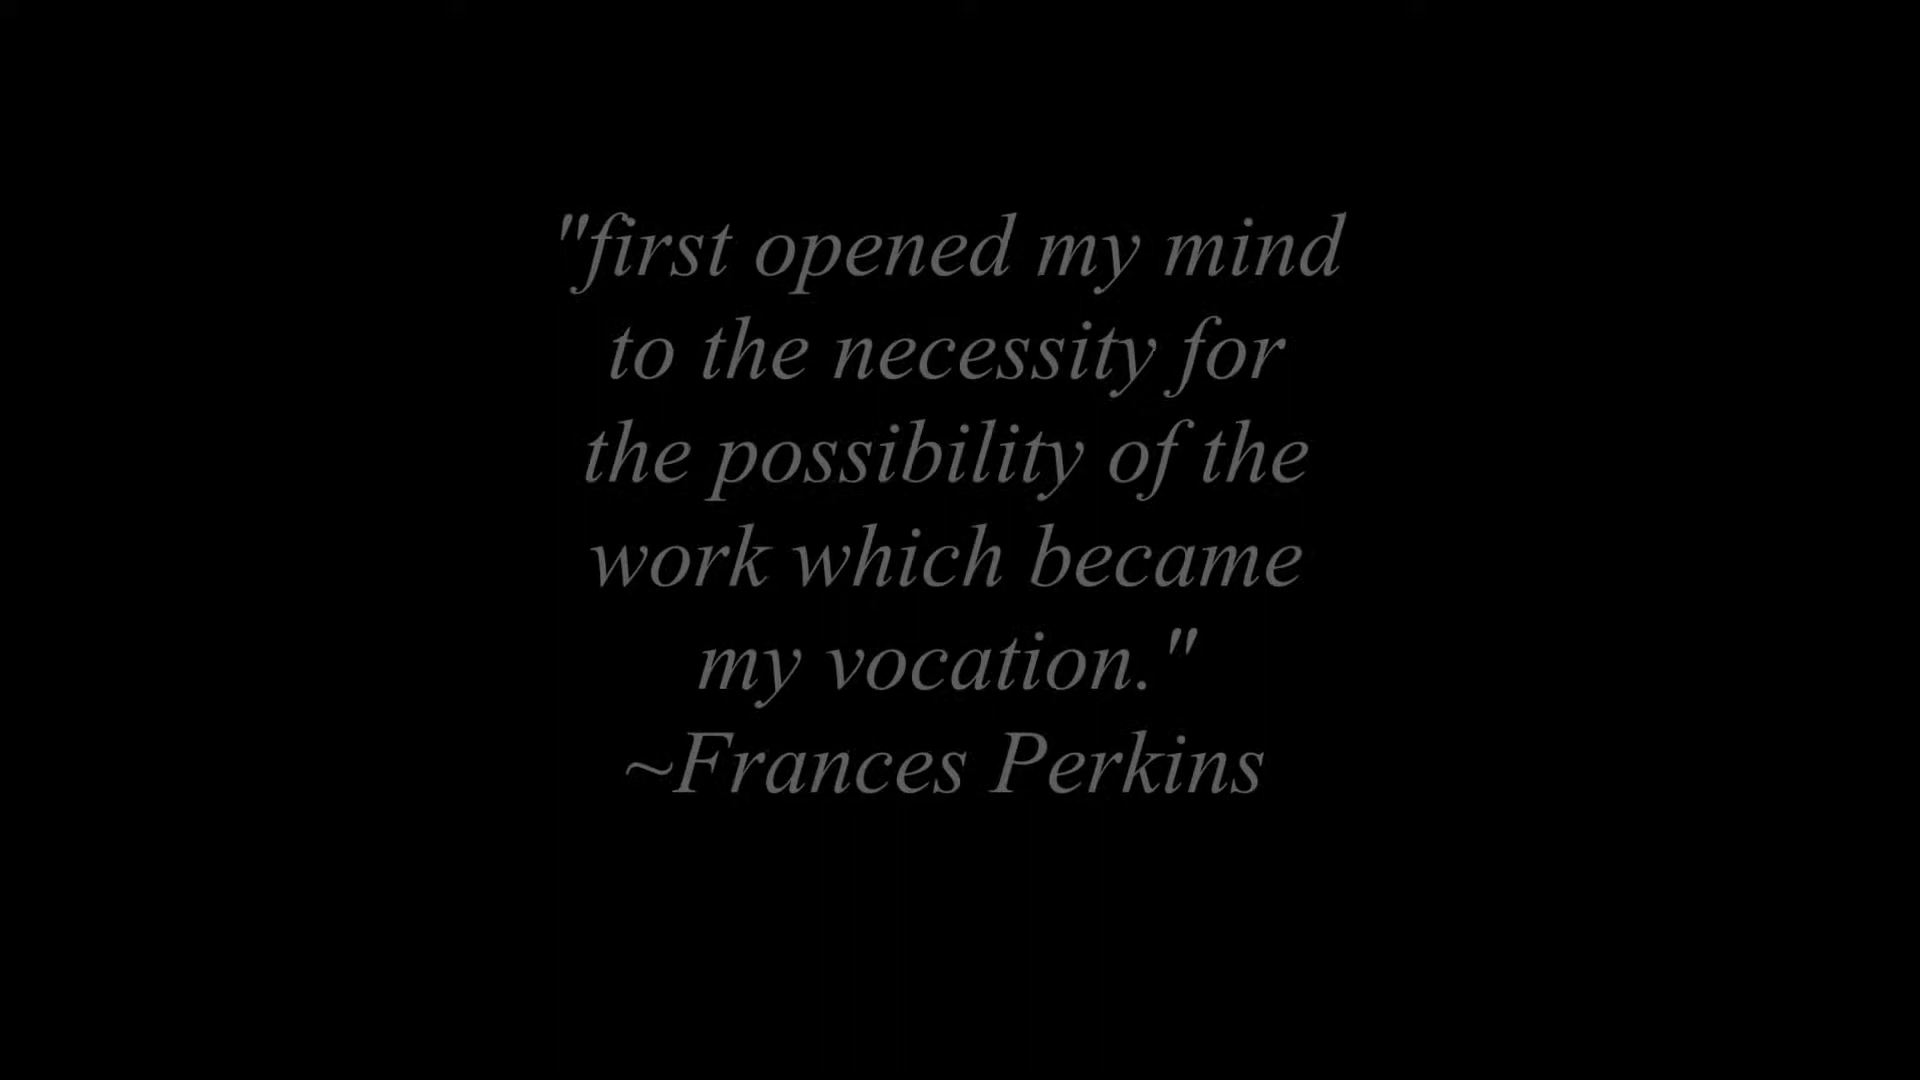 "first opened my mind
to the necessity for
the possibility of the
work which became
my vocation."
~Frances Perkins